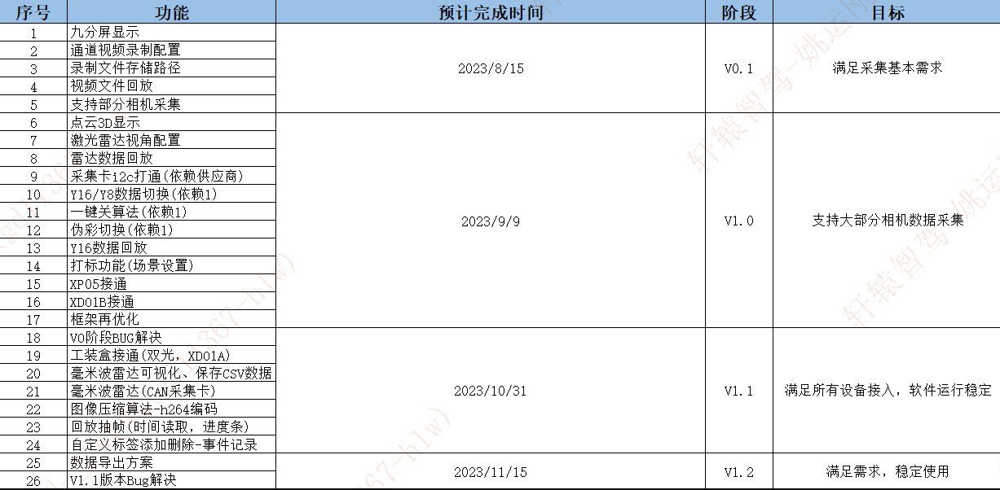 序号 功能 预计完成时间 阶段 目标
1 九分屏显示
2 通道视频录制配置
3 录制文件存储路径 2023/8/15 V0.1 满足采集基本需求
4 视频文件回放
5 支持部分相机采集
6 点云3D显示
7 激光雷达视角配置
8 雷达数据回放
9 采集卡i2c打通(依赖供应商)
10 Y16/Y8数据切换(依赖1)
11 一键关算法(依赖1) 2023/9/9 V1.0 支持大部分相机数据采集
12 伪彩切换(依赖1)
13 Y16数据回放
14 打标功能(场景设置)
15 XP05接通
16 XD01B接通
17 框架再优化
18 V0阶段BUG解决
19 工装盒接通(双光，XD01A)
20 毫米波雷达可视化、保存CSV数据
21 毫米波雷达(CAN采集卡) 2023/10/31 V1.1 满足所有设备接入，软件运行稳定
22 图像压缩算法-h264编码
23 回放抽帧(时间读取，进度条)
24 自定义标签添加删除-事件记录
25 数据导出方案 2023/11/15 V1.2 满足需求，稳定使用
26 V1.1版本Bug解决
轩辕智驾-姚运
轩辕智驾-姚运
1367-hlw)
367-hlw)